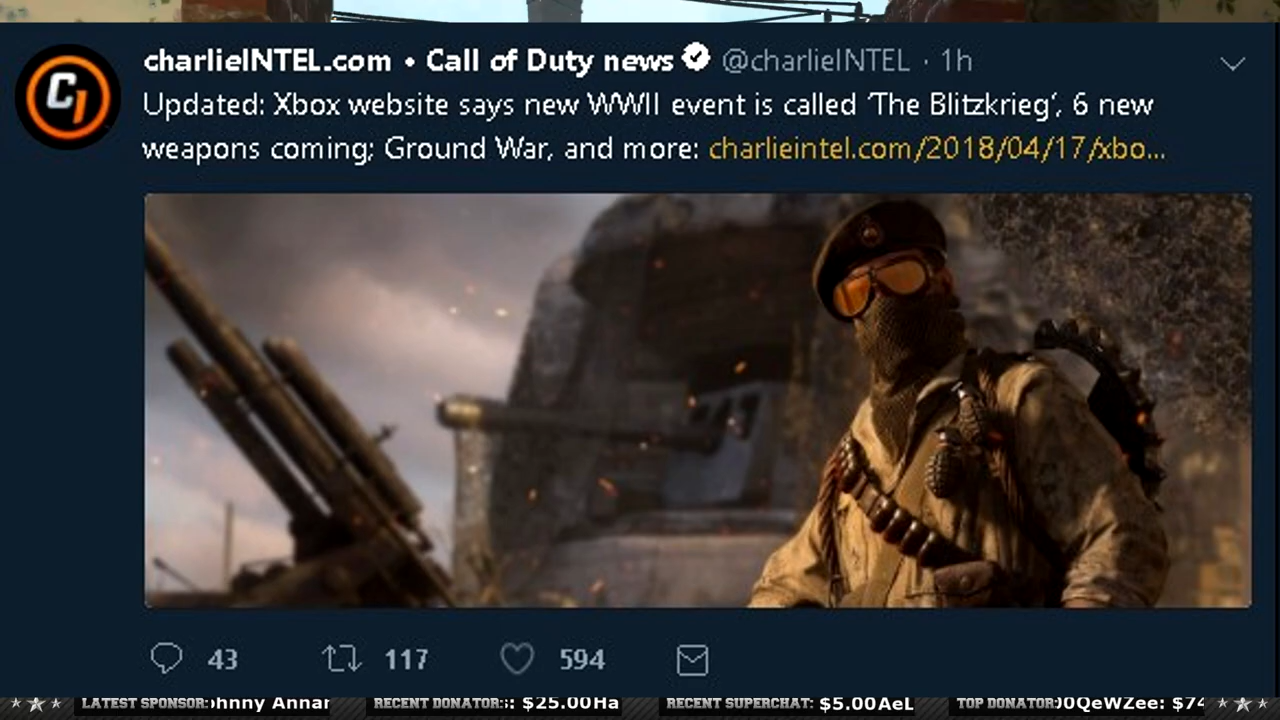 charlieINTEL.com • Call of Duty news @charlieINTEL · 1h
Updated: Xbox website says new WWII event is called ‘The Blitzkrieg’, 6 new
weapons coming; Ground War, and more: charlieintel.com/2018/04/17/xbo...
43 117 594
LATEST SPONSOR: RECENT DONATOR: $25.00 RECENT SUPERCHAT: $5.00 TOP DONATOR: